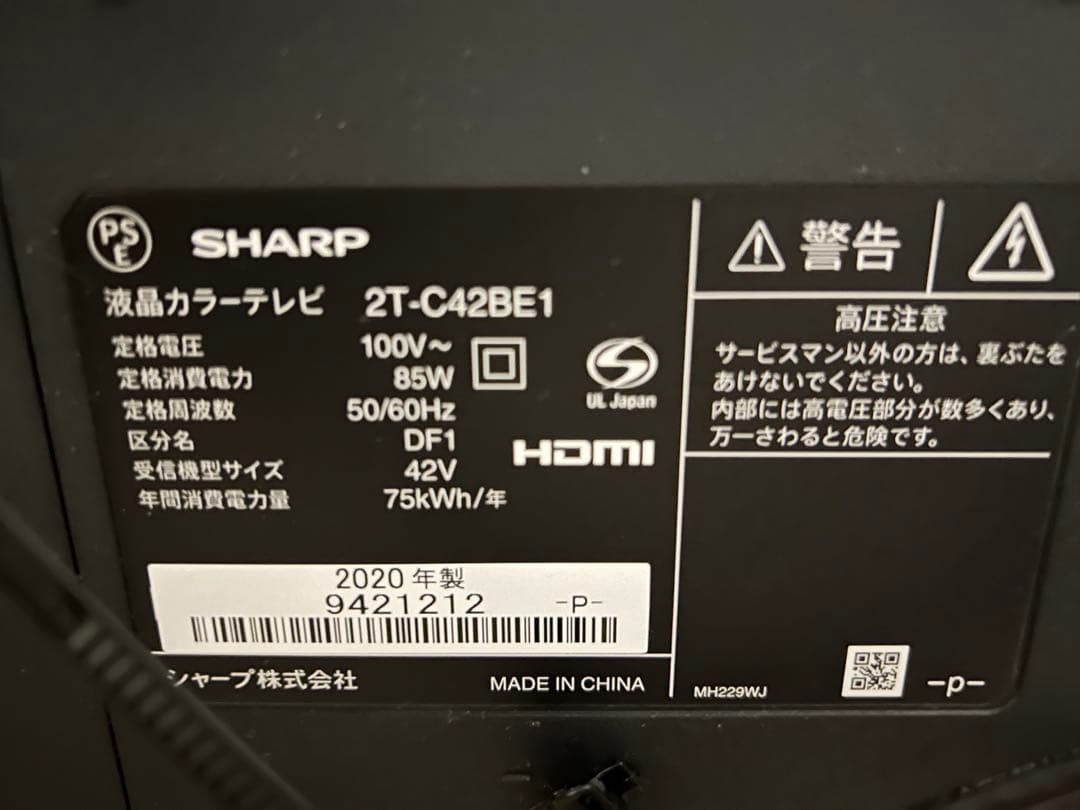 PS
E
SHARP
液晶カラーテレビ 2T-C42BE1
定格電圧 100V～
定格消費電力 85W
定格周波数 50/60Hz
区分名 DF1
受信機型サイズ 42V
年間消費電力量 75kWh/年
UL Japan
HDMI
2020 年製
9421212 -P-
シャープ株式会社
MADE IN CHINA
警告
高圧注意
サービスマン以外の方は、裏ぶたを
あけないでください。
内部には高電圧部分が数多くあり、
万一さわると危険です。
MH229WJ
-p-